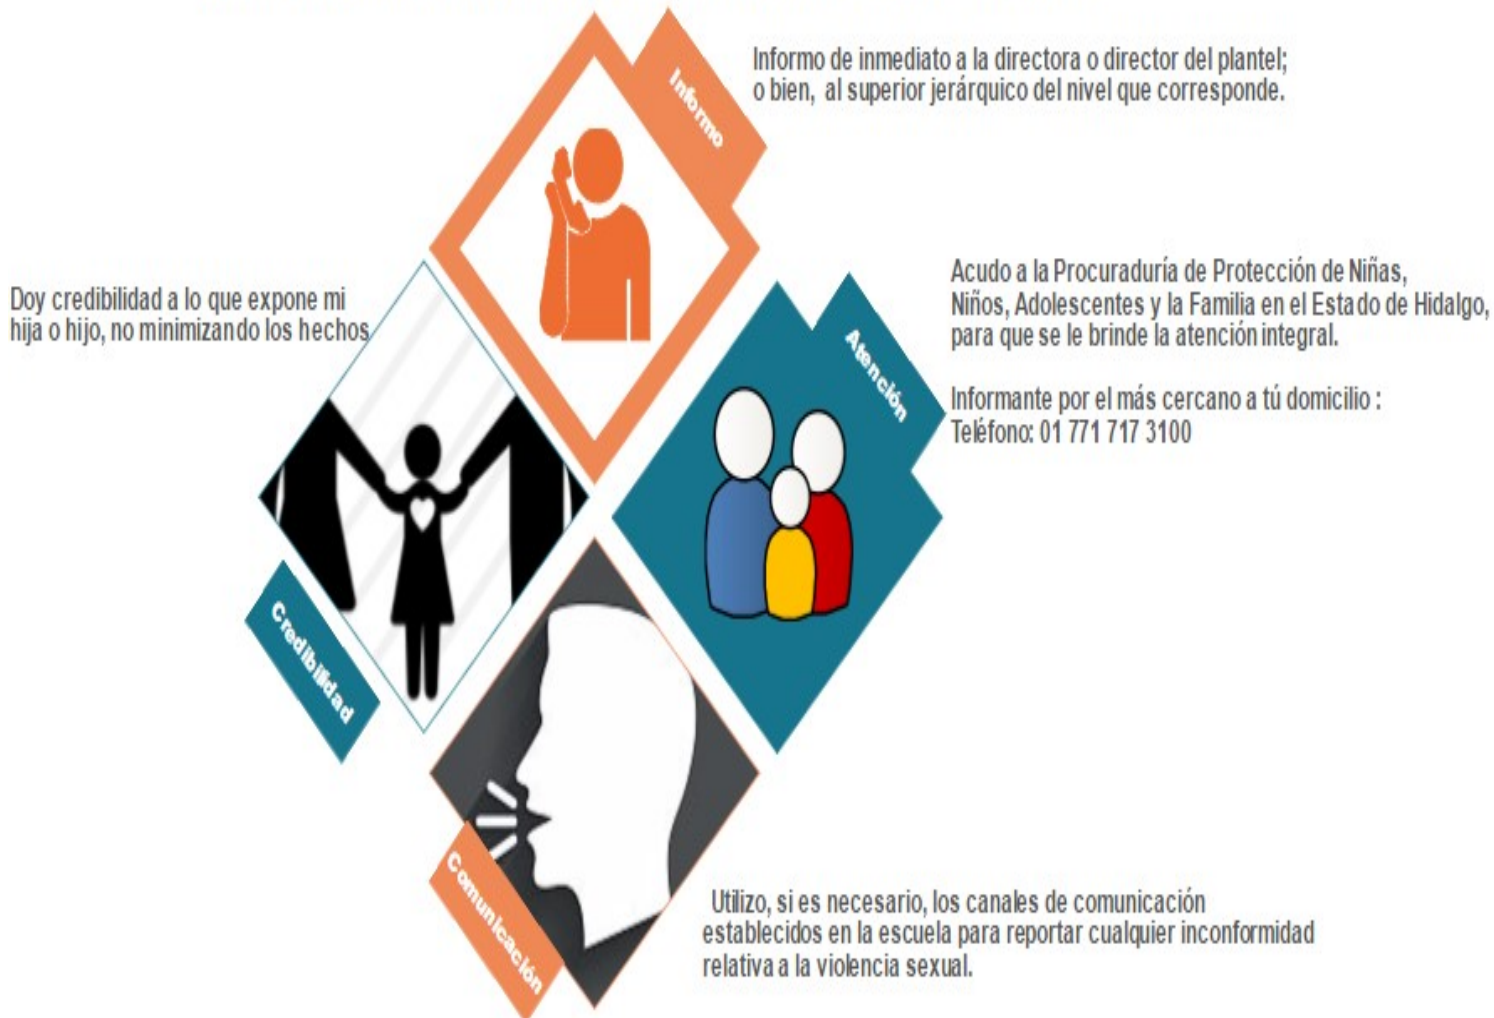 Informo
Informo de inmediato a la directora o director del plantel;
o bien, al superior jerárquico del nivel que corresponde.
Doy credibilidad a lo que expone mi
hija o hijo, no minimizando los hechos
Credibilidad
Atención
Acudo a la Procuraduría de Protección de Niñas,
Niños, Adolescentes y la Familia en el Estado de Hidalgo,
para que se le brinde la atención integral.
Informante por el más cercano a tú domicilio :
Teléfono: 01 771 717 3100
Comunicación
Utilizo, si es necesario, los canales de comunicación
establecidos en la escuela para reportar cualquier inconformidad
relativa a la violencia sexual.